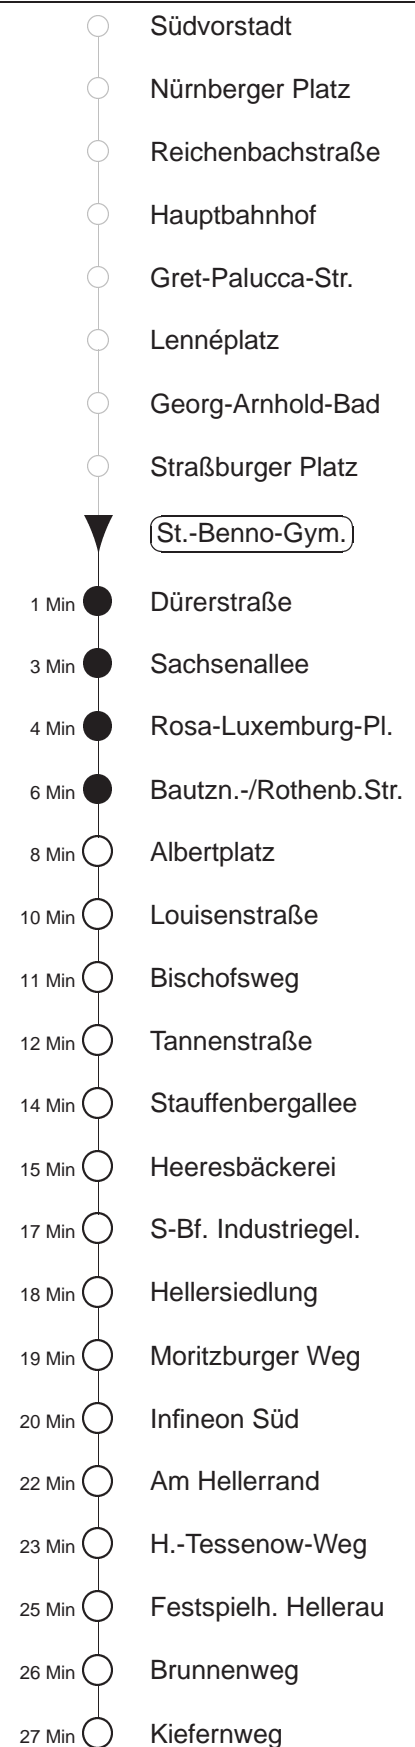 Südvorstadt
Nürnberger Platz
Reichenbachstraße
Hauptbahnhof
Gret-Palucca-Str.
Lennéplatz
Georg-Arnhold-Bad
Straßburger Platz
St.-Benno-Gym.
1 Min Dürerstraße
3 Min Sachsenallee
4 Min Rosa-Luxemburg-Pl.
6 Min Bautzn.-/Rothenb.Str.
8 Min Albertplatz
10 Min Louisenstraße
11 Min Bischofsweg
12 Min Tannenstraße
14 Min Stauffenbergallee
15 Min Heeresbäckerei
17 Min S-Bf. Industriegel.
18 Min Hellersiedlung
19 Min Moritzburger Weg
20 Min Infineon Süd
22 Min Am Hellerrand
23 Min H.-Tessenow-Weg
25 Min Festspielh. Hellerau
26 Min Brunnenweg
27 Min Kiefernweg